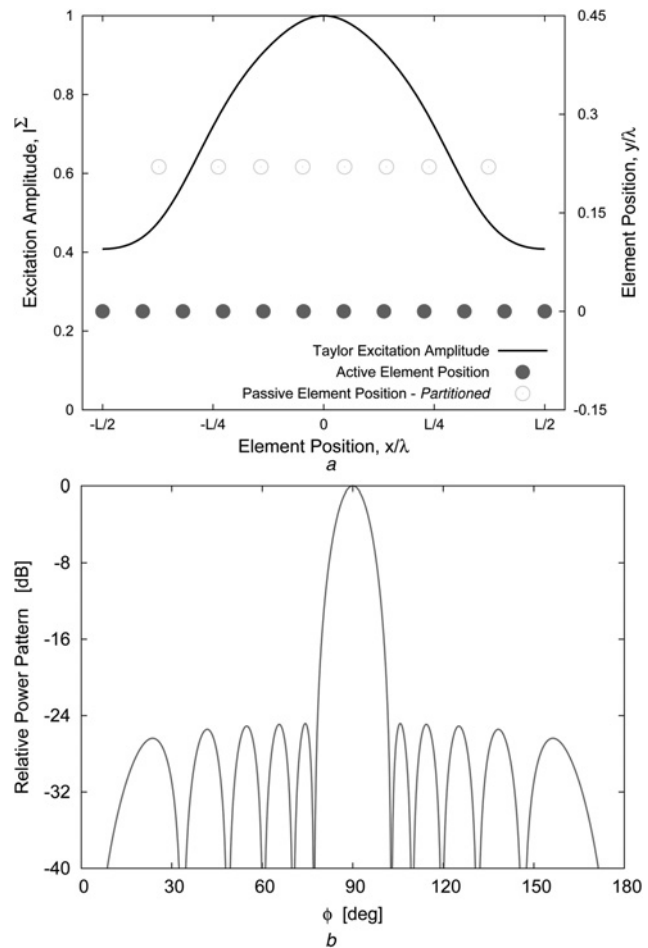 1
0.8
0.6
0.4
0.2
0
Excitation Amplitude, I^Σ
0.45
0.3
0.15
0
-0.15
Element Position, y/λ
Taylor Excitation Amplitude
Active Element Position
Passive Element Position - Partitioned
-L/2 -L/4 0 L/4 L/2
Element Position, x/λ
a
0
-8
-16
-24
-32
-40
Relative Power Pattern [dB]
0 30 60 90 120 150 180
ϕ [deg]
b